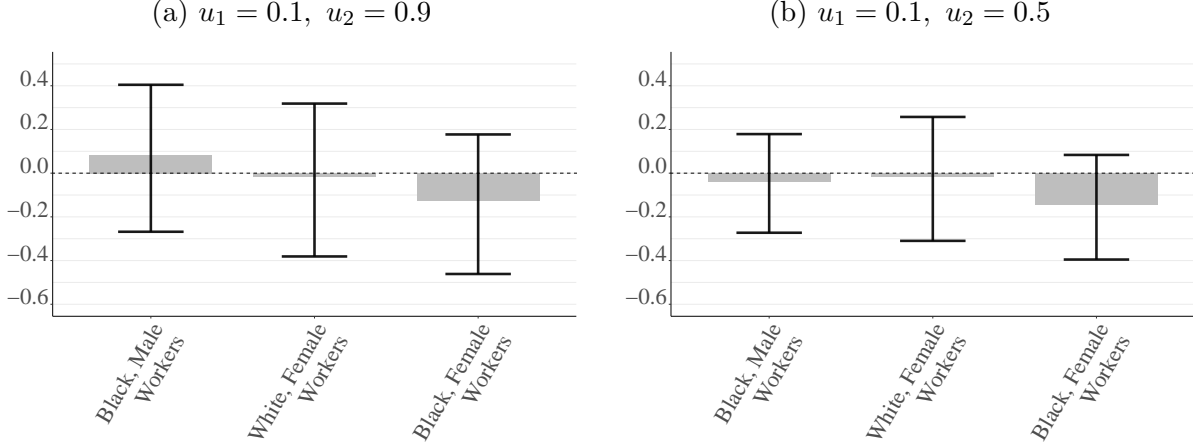 (a) u₁ = 0.1, u₂ = 0.9
0.4
0.2
0.0
−0.2
−0.4
−0.6
Black, Male
Workers
White, Female
Workers
Black, Female
Workers
(b) u₁ = 0.1, u₂ = 0.5
0.4
0.2
0.0
−0.2
−0.4
−0.6
Black, Male
Workers
White, Female
Workers
Black, Female
Workers